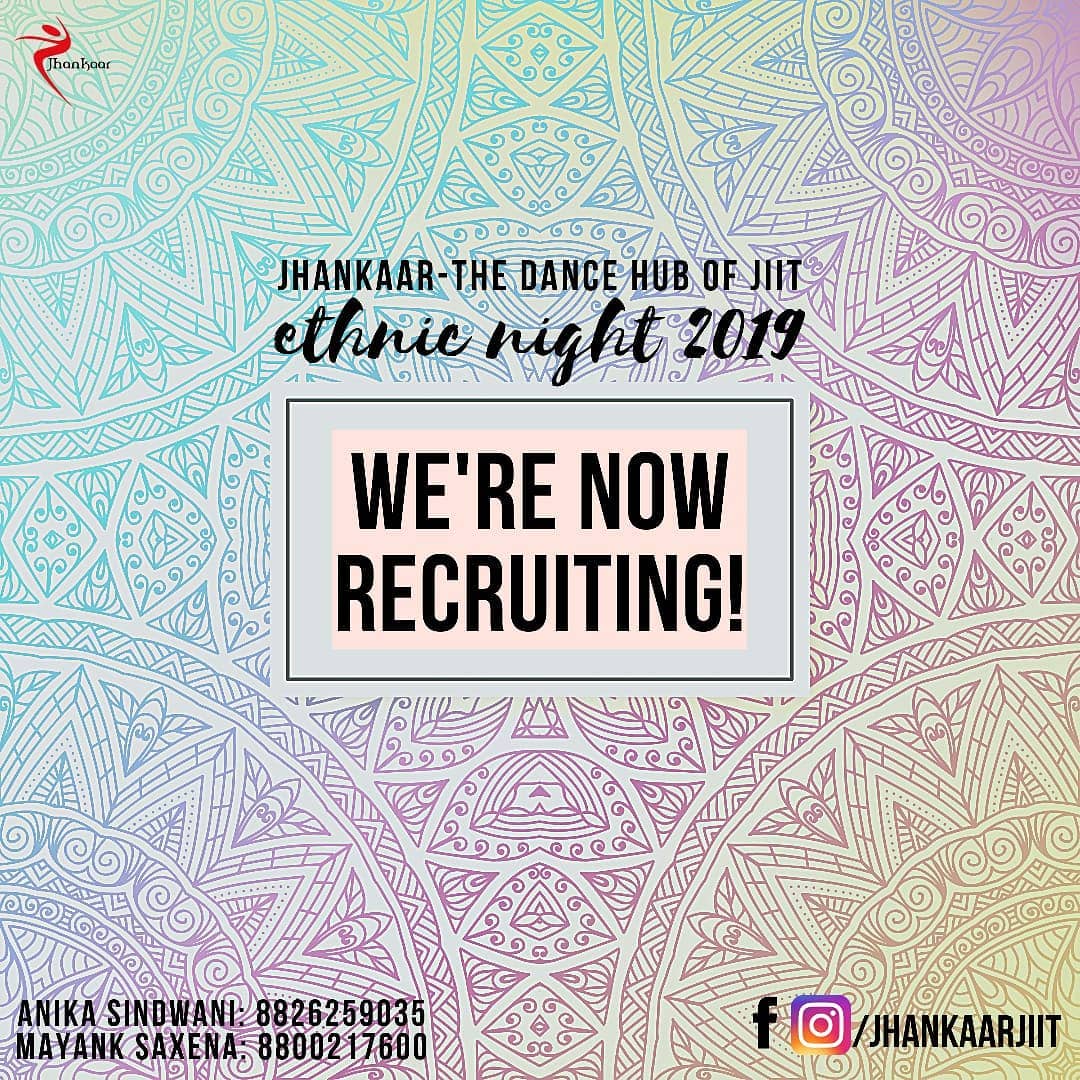 Jhankaar
JHANKAAR-THE DANCE HUB OF JIIT
ethnic night 2019
WE'RE NOW
RECRUITING!
ANIKA SINDWANI: 8826259035
MAYANK SAXENA: 8800217600
f /JHANKAARJIIT